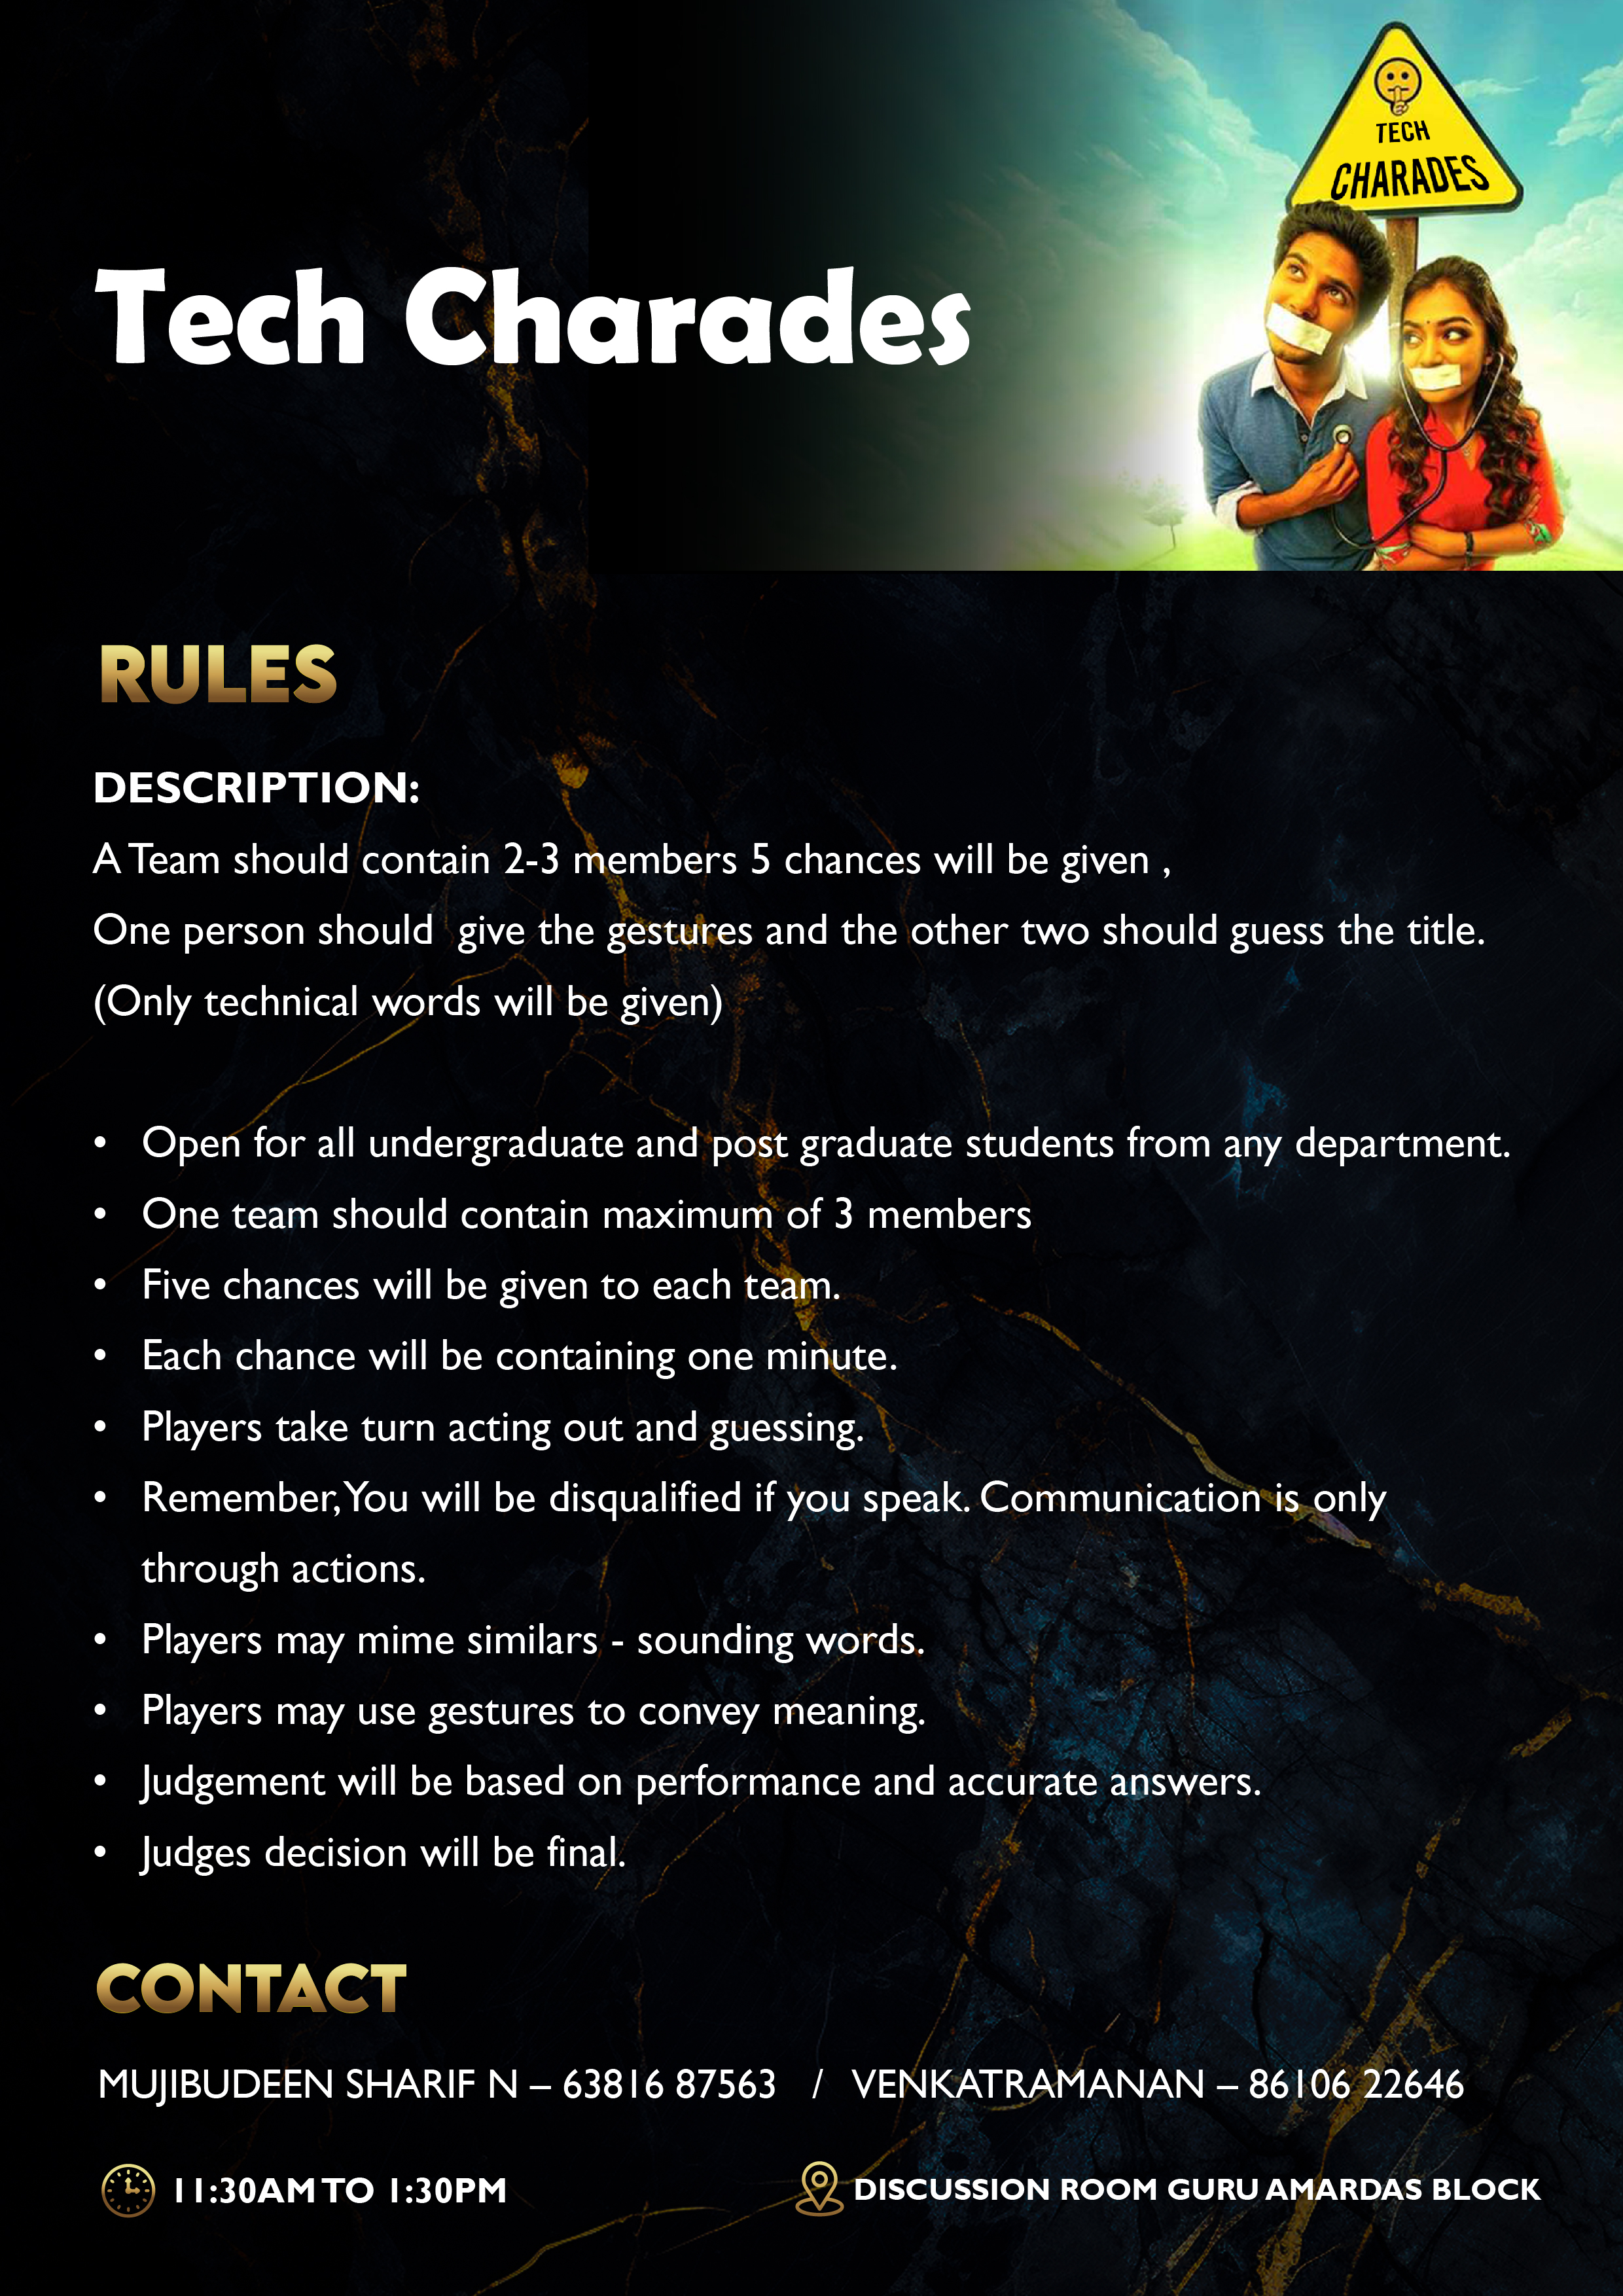 TECH
CHARADES
Tech Charades
RULES
DESCRIPTION:
A Team should contain 2-3 members 5 chances will be given ,
One person should  give the gestures and the other two should guess the title.
(Only technical words will be given)
• Open for all undergraduate and post graduate students from any department.
• One team should contain maximum of 3 members
• Five chances will be given to each team.
• Each chance will be containing one minute.
• Players take turn acting out and guessing.
• Remember, You will be disqualified if you speak. Communication is only
through actions.
• Players may mime similars - sounding words.
• Players may use gestures to convey meaning.
• Judgement will be based on performance and accurate answers.
• Judges decision will be final.
CONTACT
MUJIBUDEEN SHARIF N – 63816 87563 / VENKATRAMANAN – 86106 22646
11:30AM TO 1:30PM
DISCUSSION ROOM GURU AMARDAS BLOCK